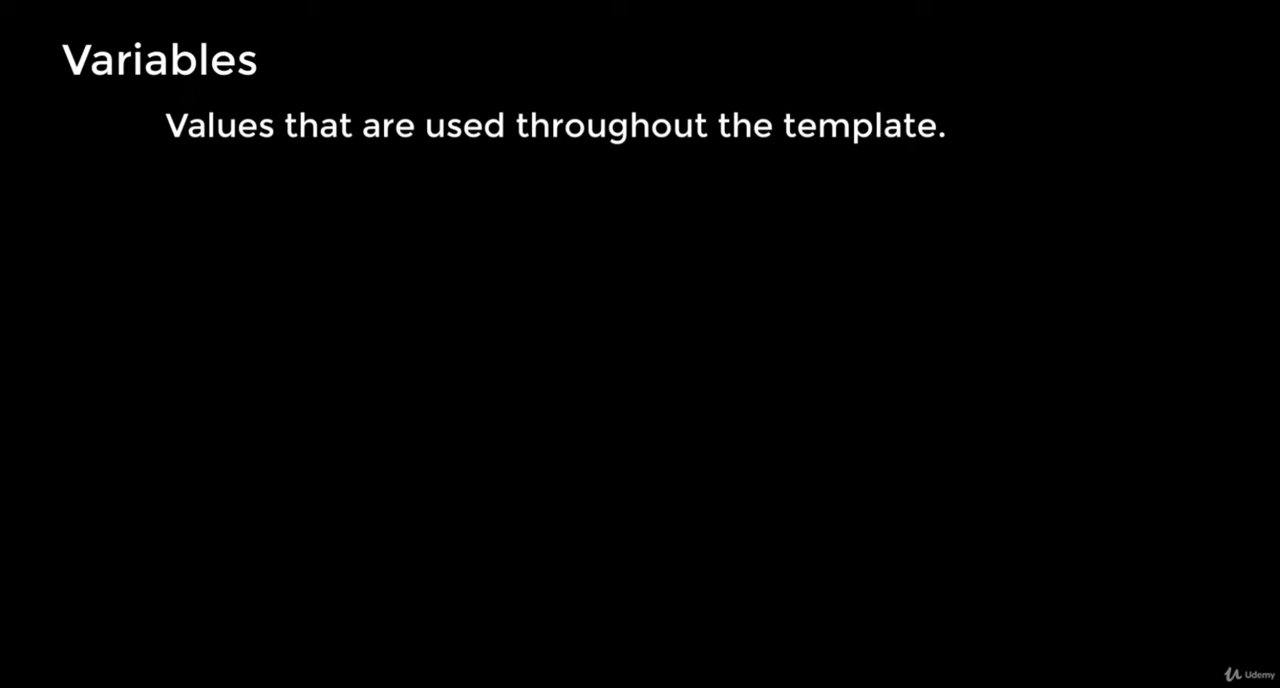 Variables
Values that are used throughout the template.
Udemy